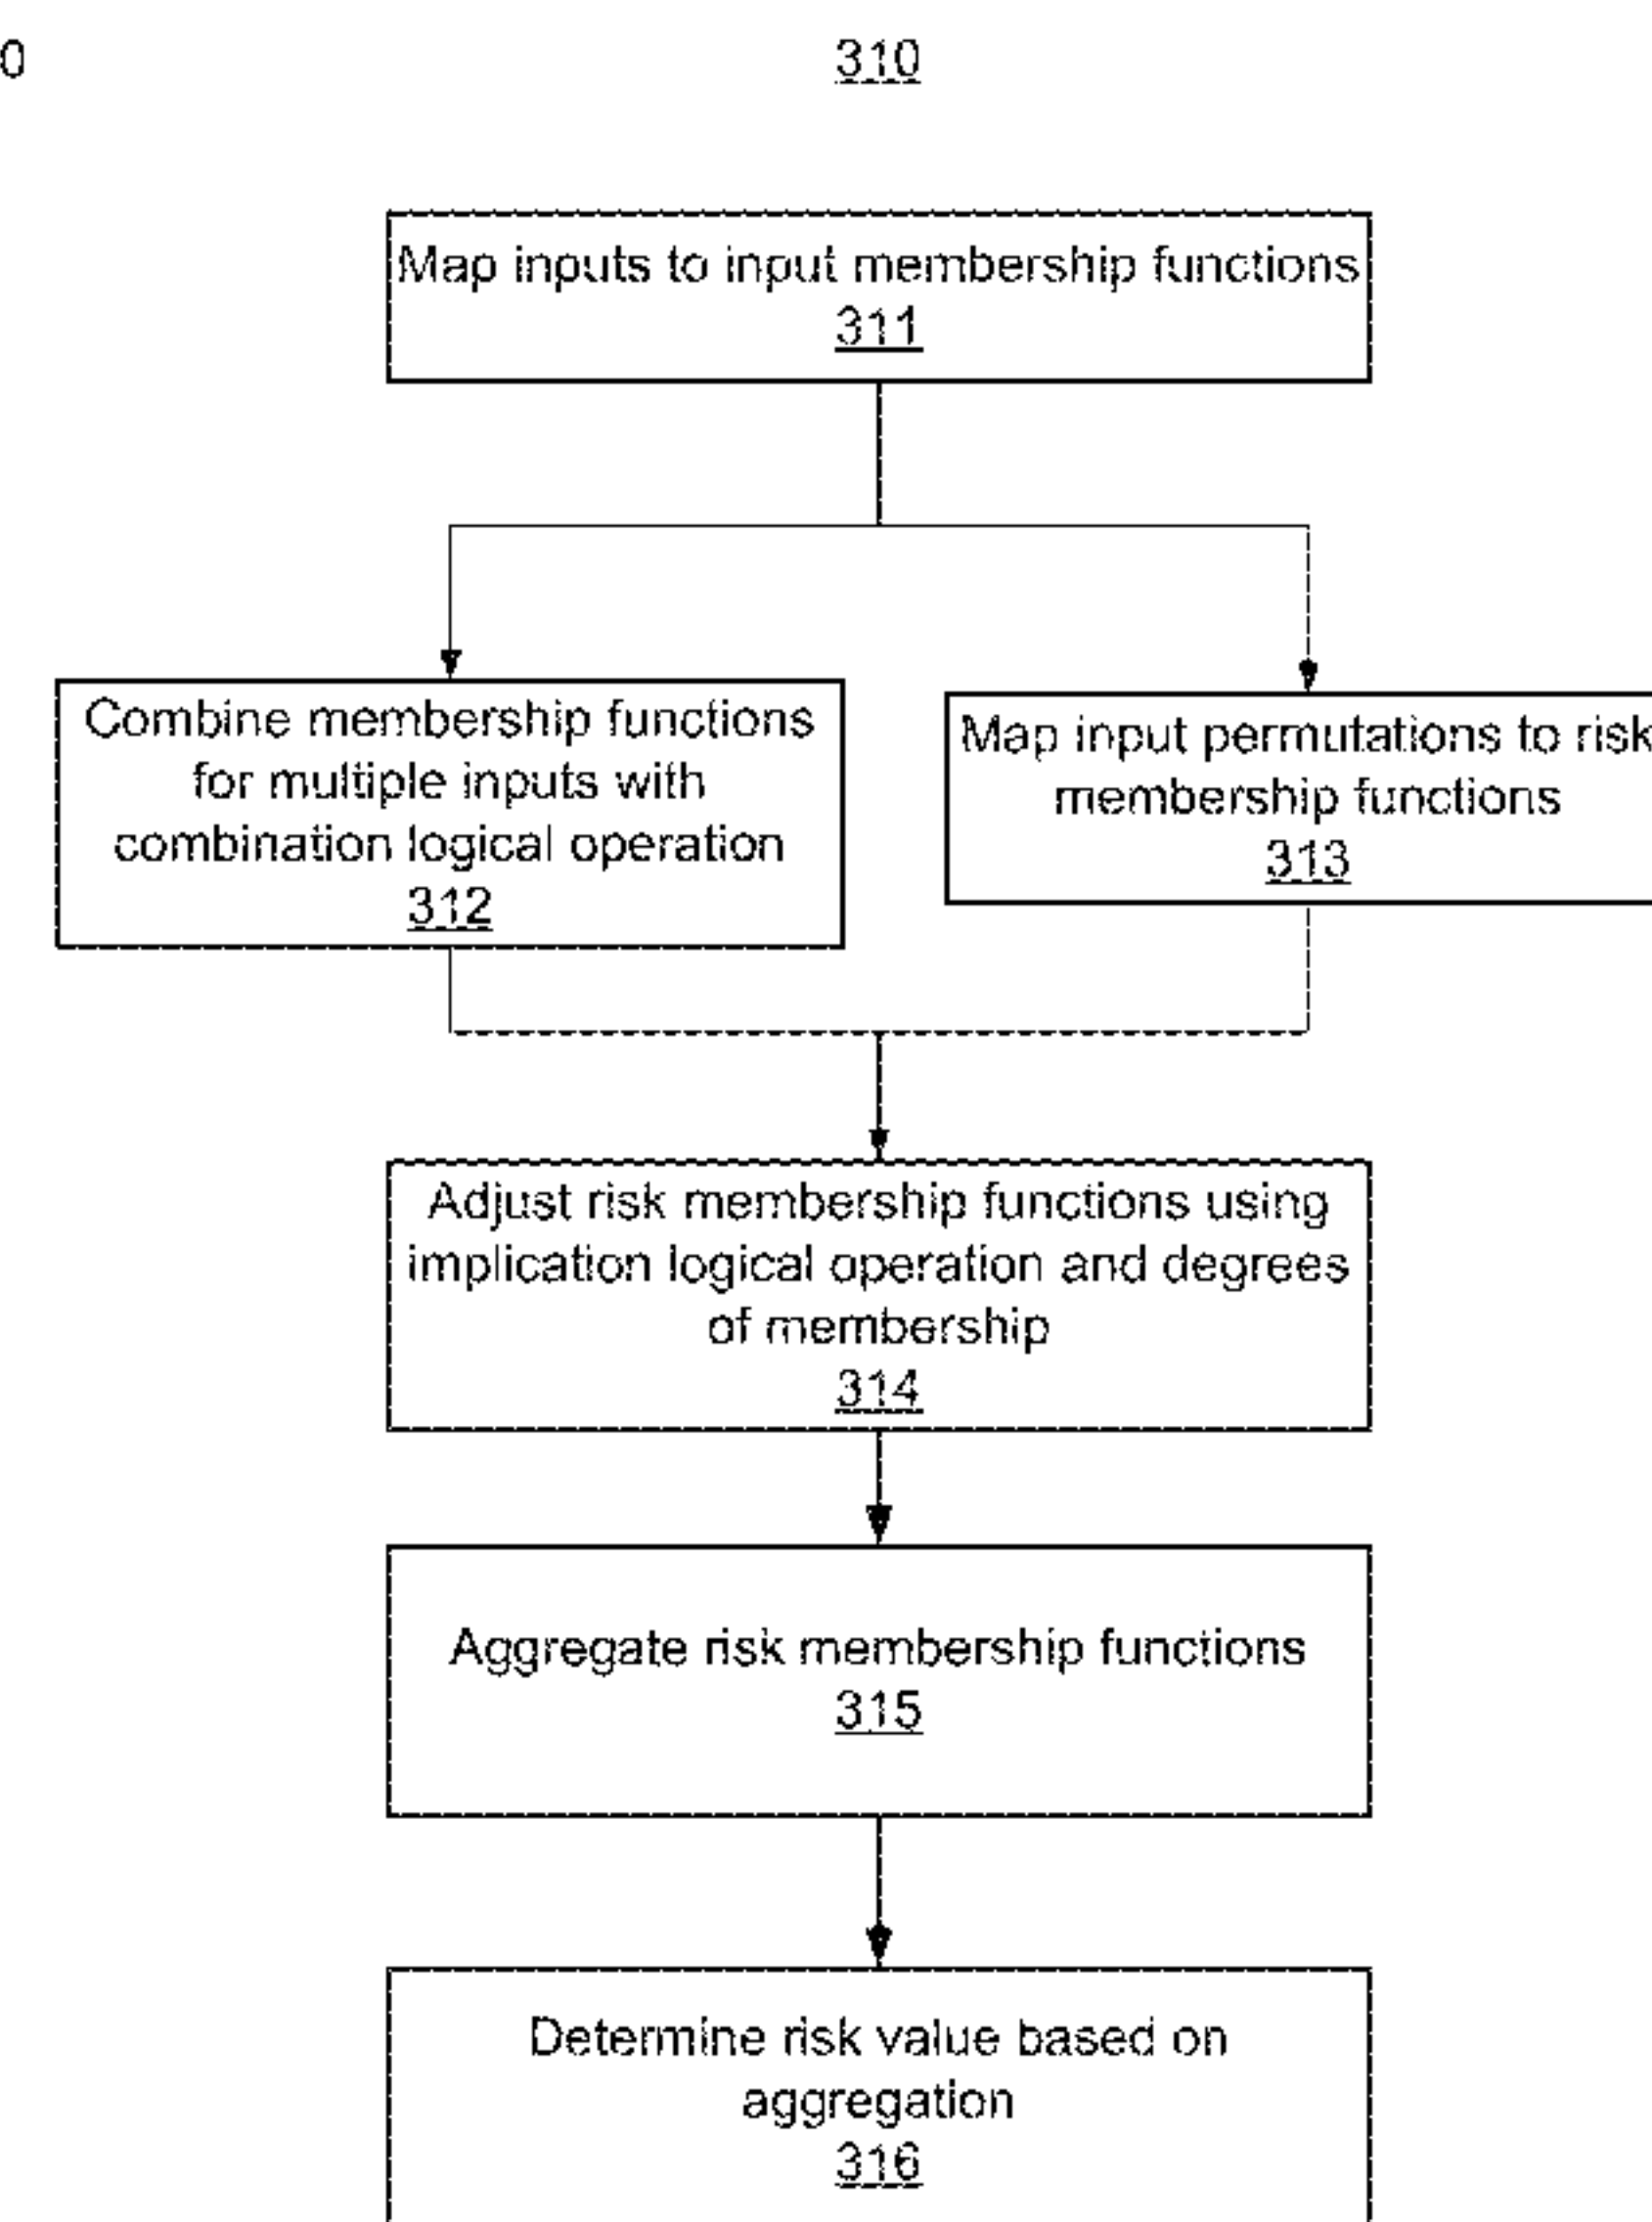 0
310
Map inputs to input membership functions
311
Combine membership functions
for multiple inputs with
combination logical operation
312
Map input permutations to risk
membership functions
313
Adjust risk membership functions using
implication logical operation and degrees
of membership
314
Aggregate risk membership functions
315
Determine risk value based on
aggregation
316